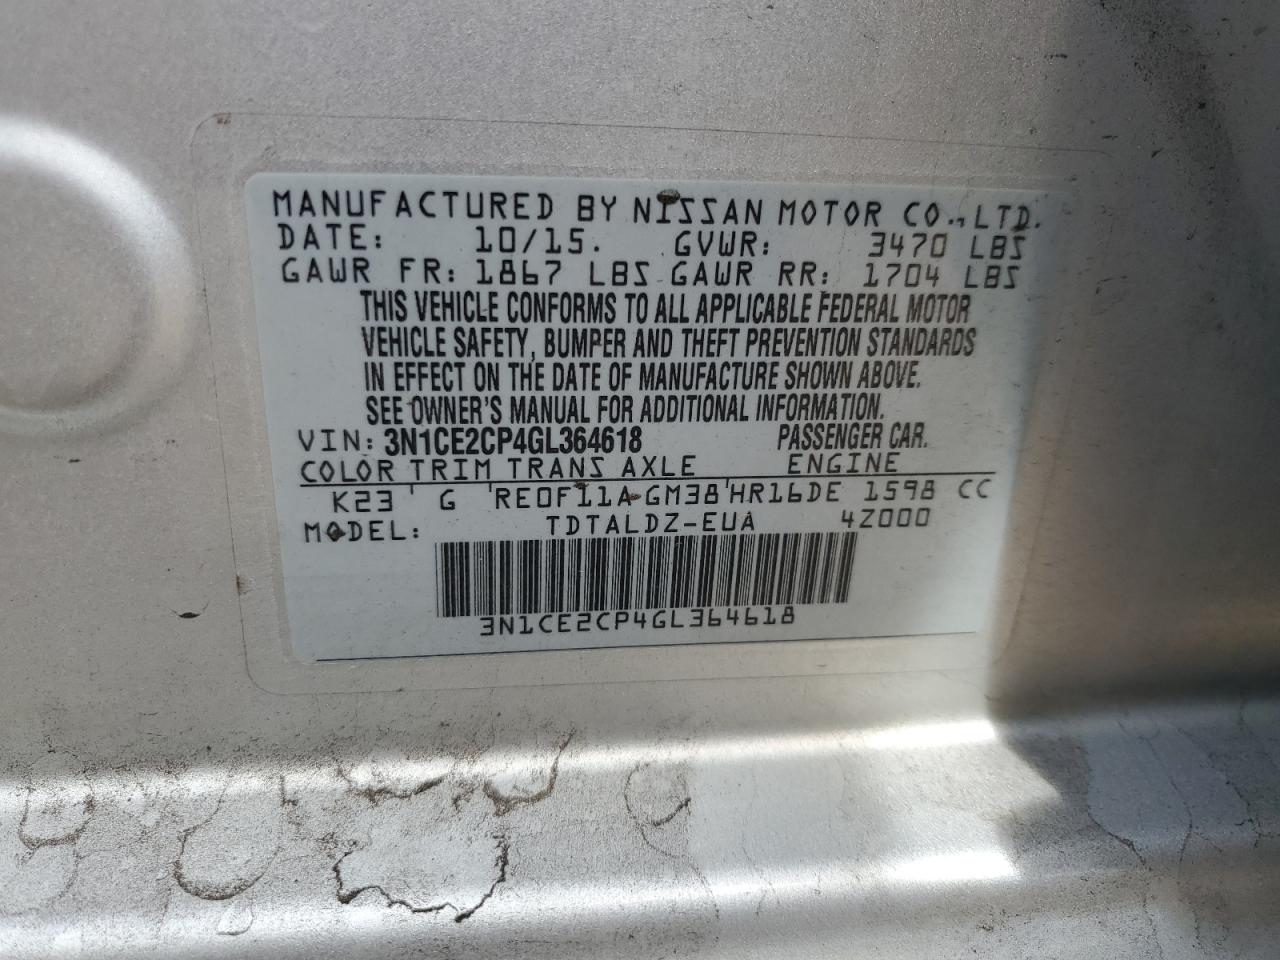 MANUFACTURED BY NISSAN MOTOR CO., LTD.
DATE: 10/15. GVWR: 3470 LBS
GAWR FR: 1867 LBS GAWR RR: 1704 LBS
THIS VEHICLE CONFORMS TO ALL APPLICABLE FEDERAL MOTOR
VEHICLE SAFETY, BUMPER AND THEFT PREVENTION STANDARDS
IN EFFECT ON THE DATE OF MANUFACTURE SHOWN ABOVE.
SEE OWNER'S MANUAL FOR ADDITIONAL INFORMATION.
VIN: 3N1CE2CP4GL364618 PASSENGER CAR.
COLOR TRIM TRANS AXLE ENGINE
K23 ' G ' RE0F11A-GM38 ' HR16DE 1598 CC
MODEL: TDTALDZ-EUA 4Z000
3N1CE2CP4GL364618